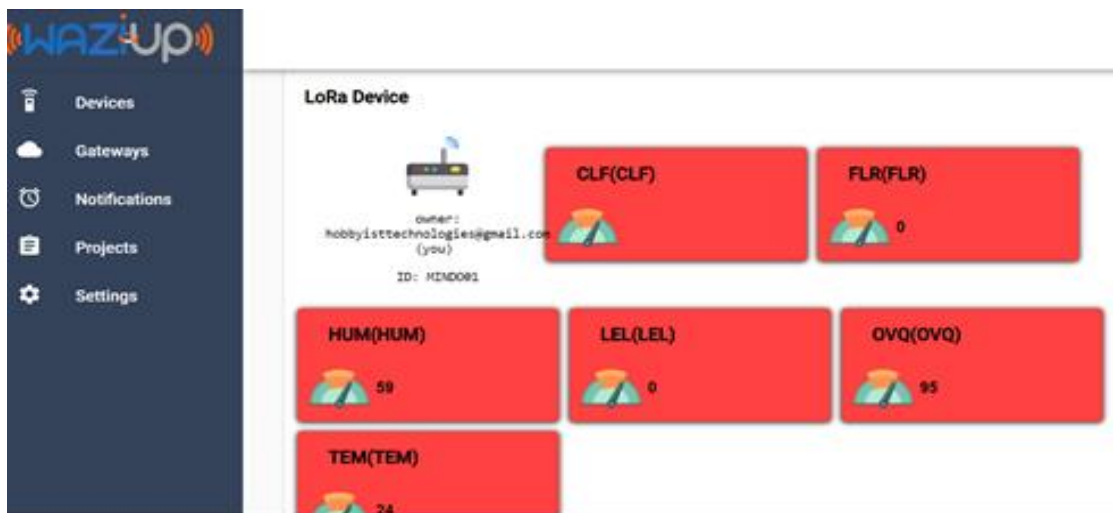 WAZIUP
Devices
Gateways
Notifications
Projects
Settings
LoRa Device
owner:
hobbyisttechnologies@gmail.com
(you)
ID: MINDO01
CLF(CLF)
FLR(FLR)
0
HUM(HUM)
59
LEL(LEL)
0
OVQ(OVQ)
95
TEM(TEM)
24